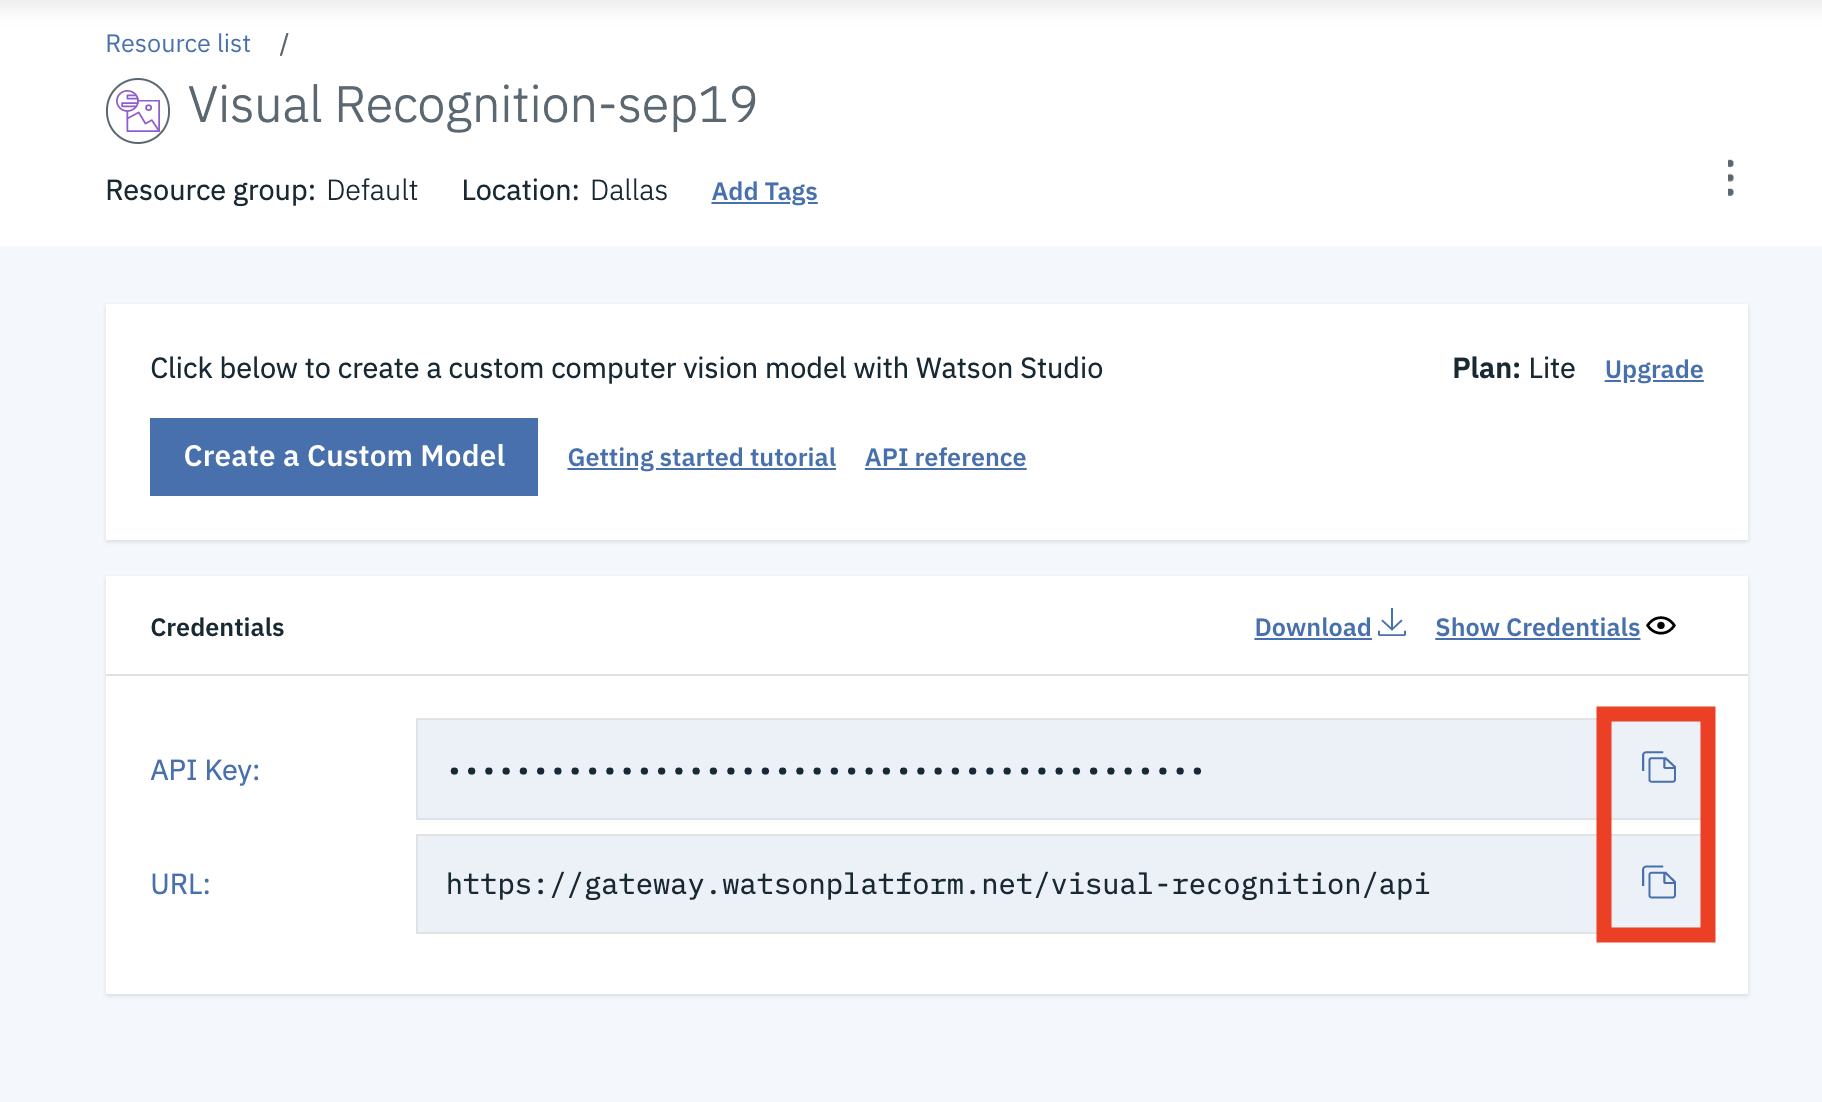 Resource list /
Visual Recognition-sep19
Resource group: Default Location: Dallas Add Tags
Click below to create a custom computer vision model with Watson Studio Plan: Lite Upgrade
Create a Custom Model Getting started tutorial API reference
Credentials Download Show Credentials
API Key: ••••••••••••••••••••••••••••••••••••••••••••
URL: https://gateway.watsonplatform.net/visual-recognition/api